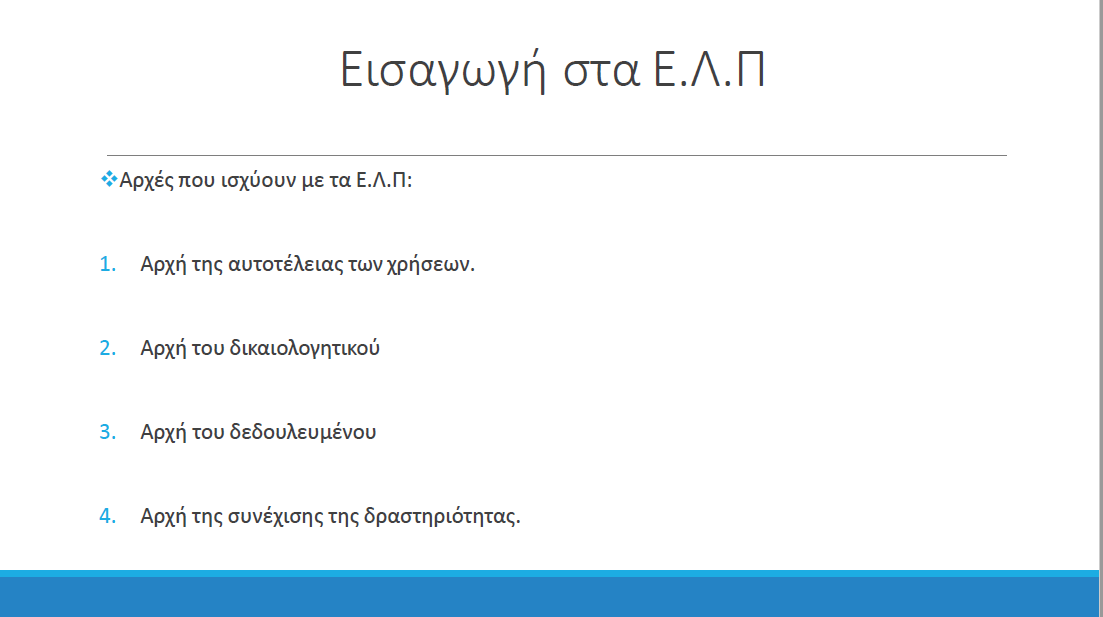 Εισαγωγή στα Ε.Λ.Π
❖Αρχές που ισχύουν με τα Ε.Λ.Π:
1. Αρχή της αυτοτέλειας των χρήσεων.
2. Αρχή του δικαιολογητικού
3. Αρχή του δεδουλευμένου
4. Αρχή της συνέχισης της δραστηριότητας.